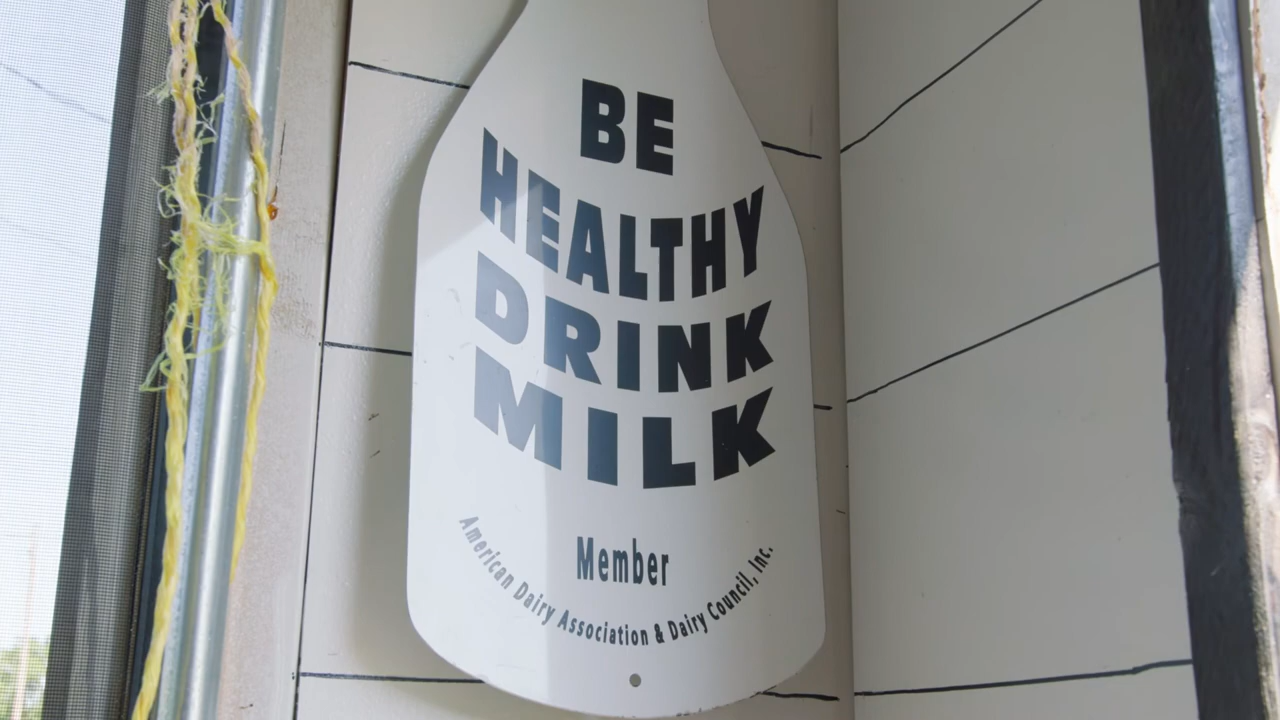 BE
HEALTHY
DRINK
MILK
Member
American Dairy Association & Dairy Council, Inc.